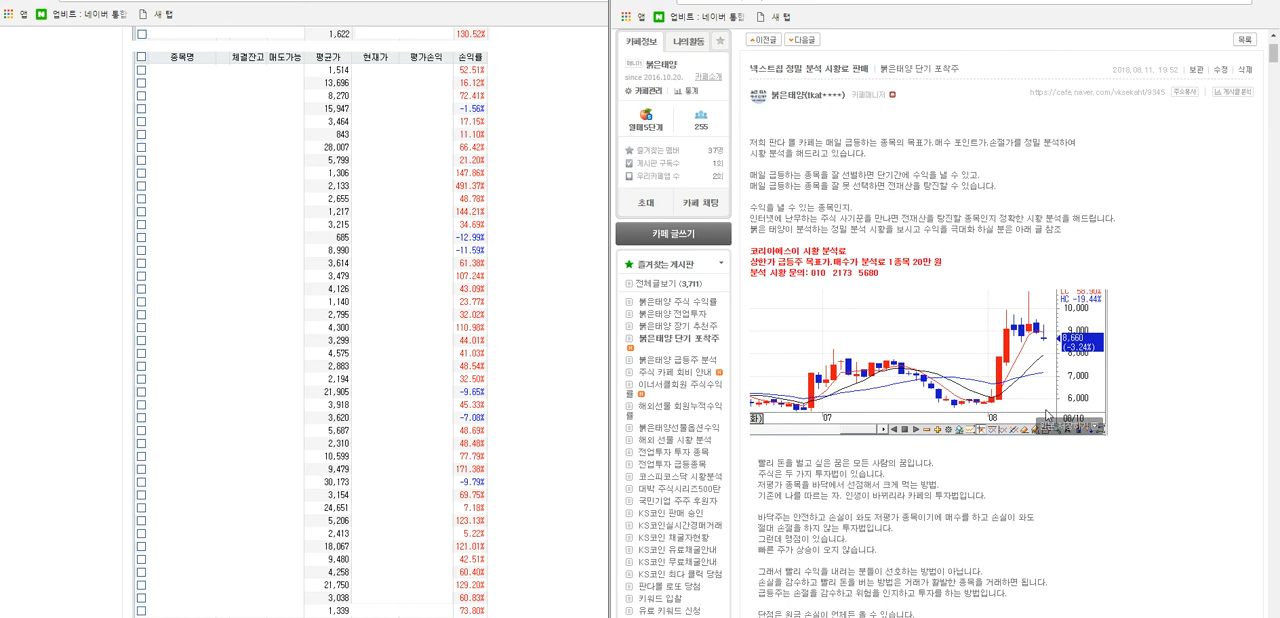 앱 업비트 : 네이버 통합 새 탭
1,622 130.52%
종목명 체결잔고 매도가능 평균가 현재가 평가손익 손익률
1,514 52.51%
13,696 16.12%
8,270 72.41%
15,947 -1.56%
3,464 17.15%
843 11.10%
28,007 66.42%
5,799 21.20%
1,306 147.86%
2,133 491.37%
2,655 48.78%
1,217 144.21%
3,215 34.69%
685 -12.99%
8,990 -11.59%
3,614 61.38%
3,479 107.24%
4,126 43.09%
1,140 23.77%
2,795 32.02%
4,300 110.98%
3,299 44.01%
4,575 41.03%
2,883 48.54%
2,194 32.50%
21,905 -9.65%
3,918 45.33%
3,620 -7.08%
5,687 48.69%
2,310 48.48%
10,599 77.79%
9,479 171.38%
30,173 -9.79%
3,154 69.75%
24,651 7.18%
5,206 123.13%
2,413 5.22%
18,067 121.01%
9,480 42.51%
4,258 60.40%
21,750 129.20%
3,038 60.83%
1,339 73.80%
앱 업비트 : 네이버 통합 새 탭
카페정보 나의활동
매니저 붉은태양
since 2016.10.20. 카페소개
카페관리 통계
열매5단계 255
즐겨찾는 멤버 37명
게시판 구독수 1회
우리카페앱 수 2회
초대 카페 채팅
카페 글쓰기
즐겨찾는 게시판
전체글보기 (3,711)
붉은태양 주식 수익률
붉은태양 전업투자
붉은태양 장기 추천주
붉은태양 단기 포착주
붉은태양 급등주 분석
주식 카페 회비 안내
이너서클회원 주식수익
률
해외선물 회원누적수익
률
붉은태양선물옵션수익
해외 선물 시황 분석
전업투자 투자 종목
전업투자 급등종목
코스피코스닥 시황분석
대박 주식시리즈500탄
국민기업 주주 후원자
KS코인 판매 승인
KS코인실시간경매거래
KS코인 채굴자현황
KS코인 유료채굴안내
KS코인 무료채굴안내
KS코인 최다 클릭 당첨
판다돌 로또 당첨
키워드 입찰
유료 키워드 신청
이전글 다음글 목록
넥스트칩 정밀 분석 시황료 판매 | 붉은태양 단기 포착주 2018.08.11. 19:52 | 보관 | 수정 | 삭제
붉은태양(tkat****) 카페매니저 https://cafe.naver.com/vksekahf/9345 주소복사 | 게시글 분석
저희 판다 돌 카페는 매일 급등하는 종목의 목표가.매수 포인트가.손절가를 정밀 분석하여
시황 분석을 해드리고 있습니다.
매일 급등하는 종목을 잘 선별하면 단기간에 수익을 낼 수 있고.
매일 급등하는 종목을 잘 못 선택하면 전재산을 탕진할 수 있습니다.
수익을 낼 수 있는 종목인지.
인터넷에 난무하는 주식 사기꾼을 만나면 전재산을 탕진할 종목인지 정확한 시황 분석을 해드립니다.
붉은 태양이 분석하는 정밀 분석 시황을 보시고 수익을 극대화 하실 분은 아래 글 참조
코리아에스이 시황 분석료
상한가 급등주 목표가.매수가 분석료 1종목 20만 원
분석 시황 문의: 010 2173 5680
LC 58.90%
HC -19.44%
10,000
9,000
8,660
(-3.24%)
8,000
7,000
6,000
화)] '07 '08 08/10
빨리 돈을 벌고 싶은 꿈은 모든 사람의 꿈입니다.
주식은 두 가지 투자법이 있습니다.
저평가 종목을 바닥에서 선점해서 크게 먹는 방법.
기존에 나를 따르는 자. 인생이 바뀌리라 카페의 투자법입니다.
바닥주는 안전하고 손실이 와도 저평가 종목이기에 매수를 하고 손실이 와도
절대 손절을 하지 않는 투자법입니다.
그런데 맹점이 있습니다.
빠른 주가 상승이 오지 않습니다.
그래서 빨리 수익을 내려는 분들이 선호하는 방법이 아닙니다.
손실을 감수하고 빨리 돈을 버는 방법은 거래가 활발한 종목을 거래하면 됩니다.
급등주는 손절을 감수하고 위험을 인지하고 투자를 하는 방법입니다.
단점은 원금 손실이 언제든 올 수 있습니다.